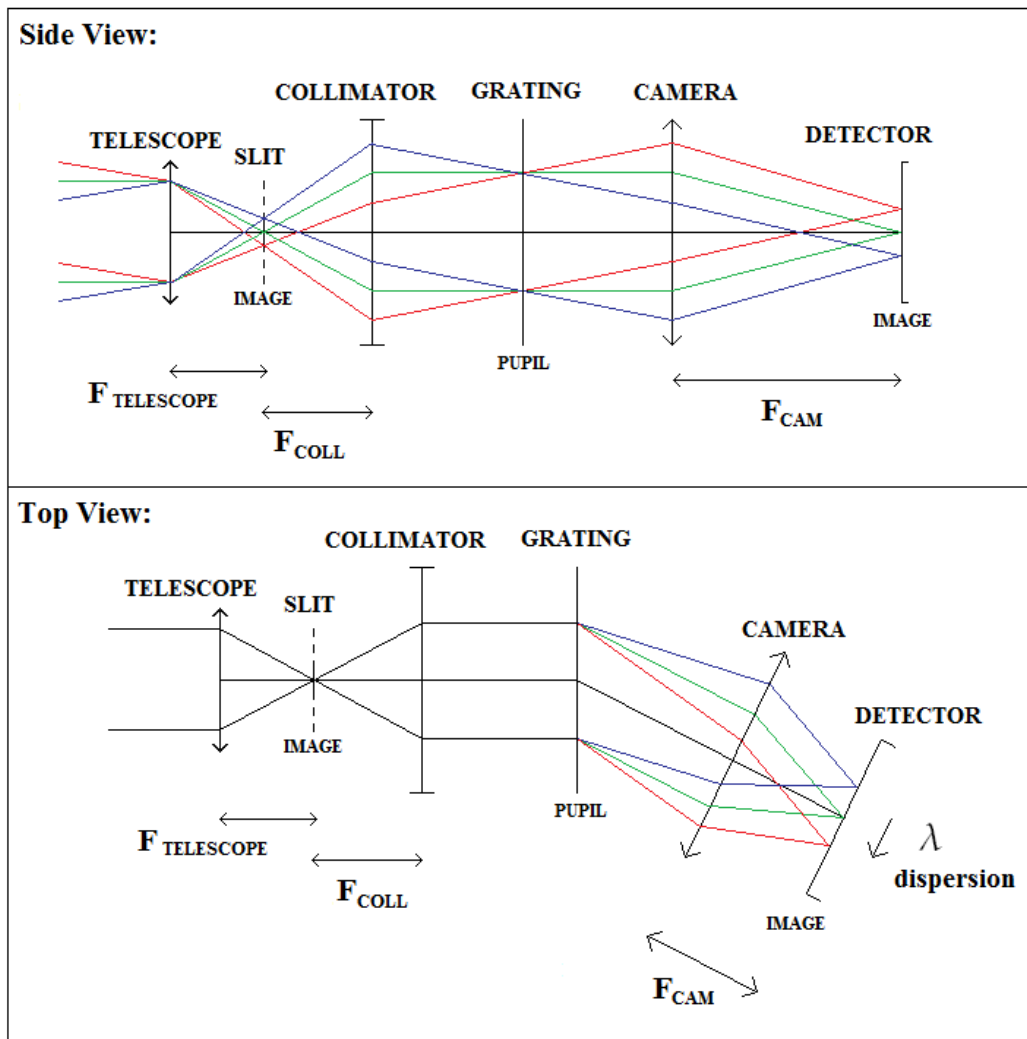 Side View:
COLLIMATOR GRATING CAMERA
TELESCOPE SLIT DETECTOR
IMAGE IMAGE
PUPIL
F TELESCOPE
F COLL
F CAM
Top View:
COLLIMATOR GRATING
TELESCOPE SLIT
CAMERA
DETECTOR
IMAGE
PUPIL
F TELESCOPE
λ
F COLL
dispersion
IMAGE
F CAM